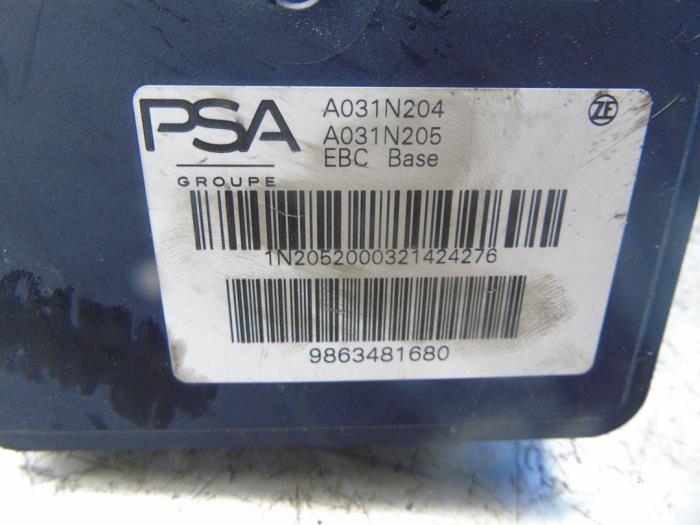 PSA
GROUPE
A031N204
A031N205
EBC Base
ZF
1N2052000321424276
9863481680